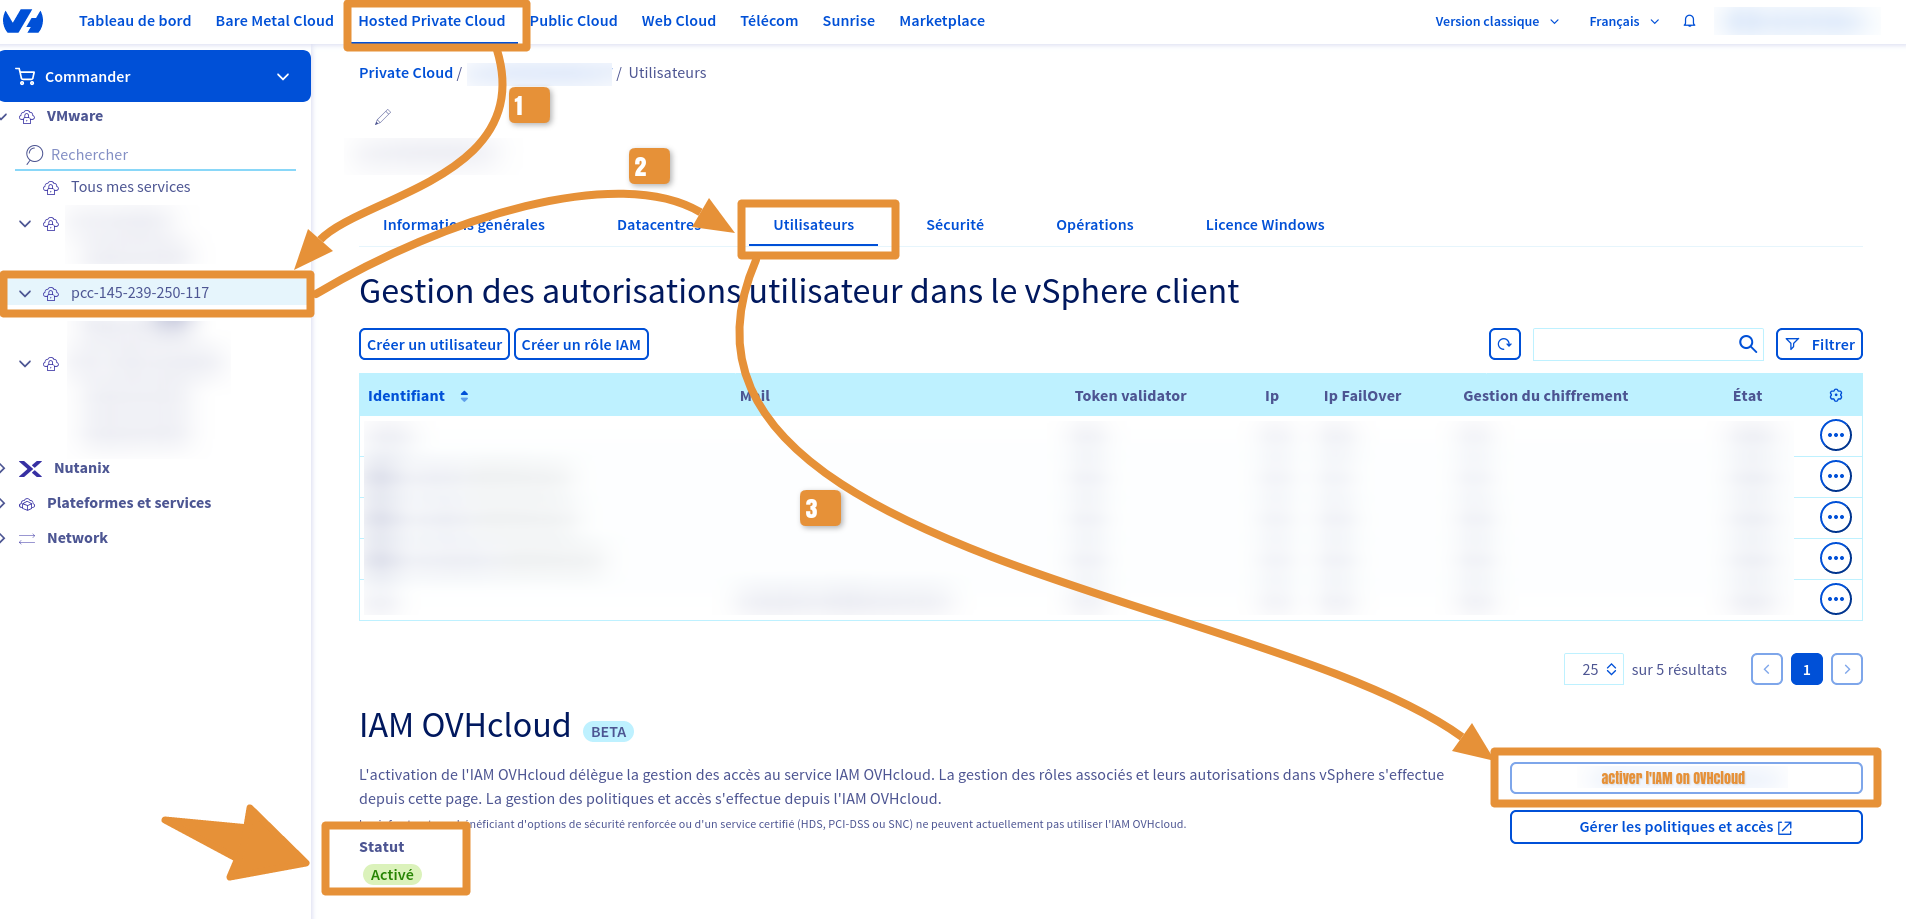 Tableau de bord Bare Metal Cloud Hosted Private Cloud Public Cloud Web Cloud Télécom Sunrise Marketplace Version classique Français
Commander
VMware
Rechercher
Tous mes services
pcc-145-239-250-117
Nutanix
Plateformes et services
Network
Private Cloud / / Utilisateurs
1
2
Informations générales Datacentres Utilisateurs Sécurité Opérations Licence Windows
Gestion des autorisations utilisateur dans le vSphere client
Créer un utilisateur Créer un rôle IAM Filtrer
Identifiant Mail Token validator Ip Ip FailOver Gestion du chiffrement État
3
25 sur 5 résultats 1
IAM OVHcloud BETA
L'activation de l'IAM OVHcloud délègue la gestion des accès au service IAM OVHcloud. La gestion des rôles associés et leurs autorisations dans vSphere s'effectue
depuis cette page. La gestion des politiques et accès s'effectue depuis l'IAM OVHcloud.
bénéficiant d'options de sécurité renforcée ou d'un service certifié (HDS, PCI-DSS ou SNC) ne peuvent actuellement pas utiliser l'IAM OVHcloud.
activer l'IAM on OVHcloud
Gérer les politiques et accès
Statut
Activé